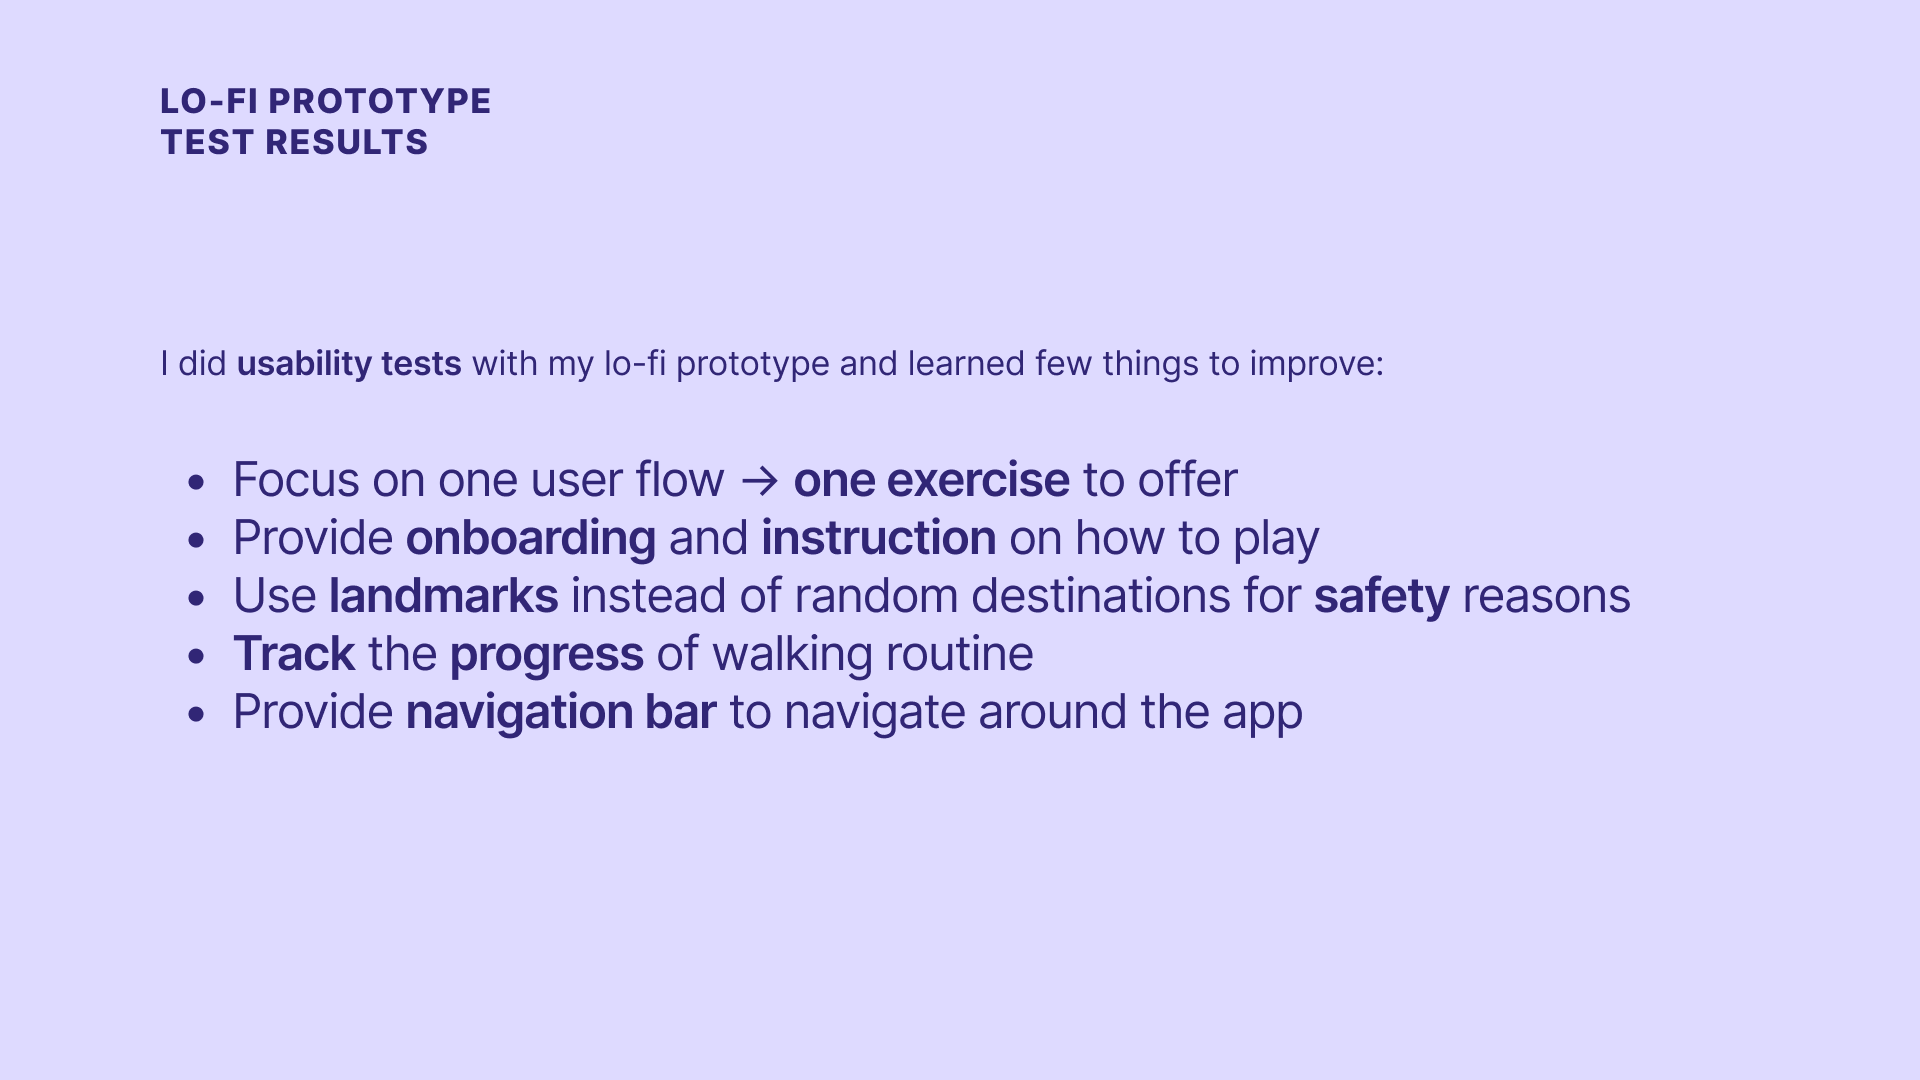 LO-FI PROTOTYPE
TEST RESULTS
I did usability tests with my lo-fi prototype and learned few things to improve:
• Focus on one user flow → one exercise to offer
• Provide onboarding and instruction on how to play
• Use landmarks instead of random destinations for safety reasons
• Track the progress of walking routine
• Provide navigation bar to navigate around the app